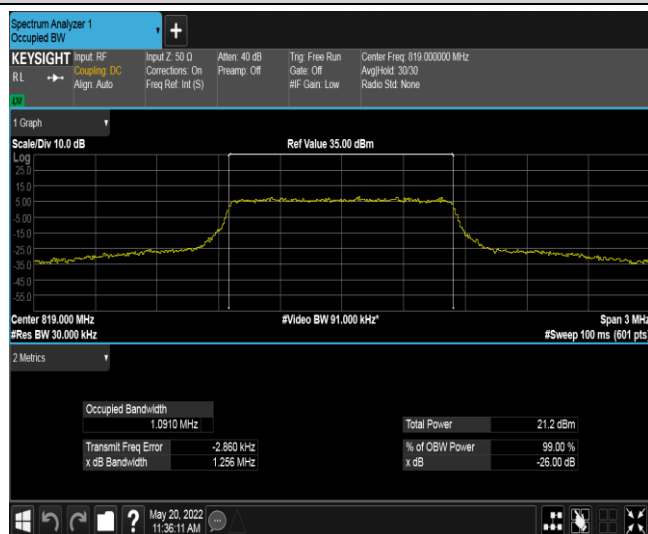 Spectrum Analyzer 1
Occupied BW
KEYSIGHT
RL
LXI
Input: RF
Coupling: DC
Align: Auto
Input Z: 50 Ω
Corrections: On
Freq Ref: Int (S)
Atten: 40 dB
Preamp: Off
Trig: Free Run
Gate: Off
#IF Gain: Low
Center Freq: 819.000000 MHz
Avg|Hold: 30/30
Radio Std: None
1 Graph
Scale/Div 10.0 dB
Ref Value 35.00 dBm
Log
25.0
15.0
5.00
-5.00
-15.0
-25.0
-35.0
-45.0
-55.0
Center 819.000 MHz
#Video BW 91.000 kHz*
Span 3 MHz
#Res BW 30.000 kHz
#Sweep 100 ms (601 pts)
2 Metrics
Occupied Bandwidth
1.0910 MHz
Total Power 21.2 dBm
Transmit Freq Error -2.860 kHz
% of OBW Power 99.00 %
x dB Bandwidth 1.256 MHz
x dB -26.00 dB
?
May 20, 2022
11:36:11 AM